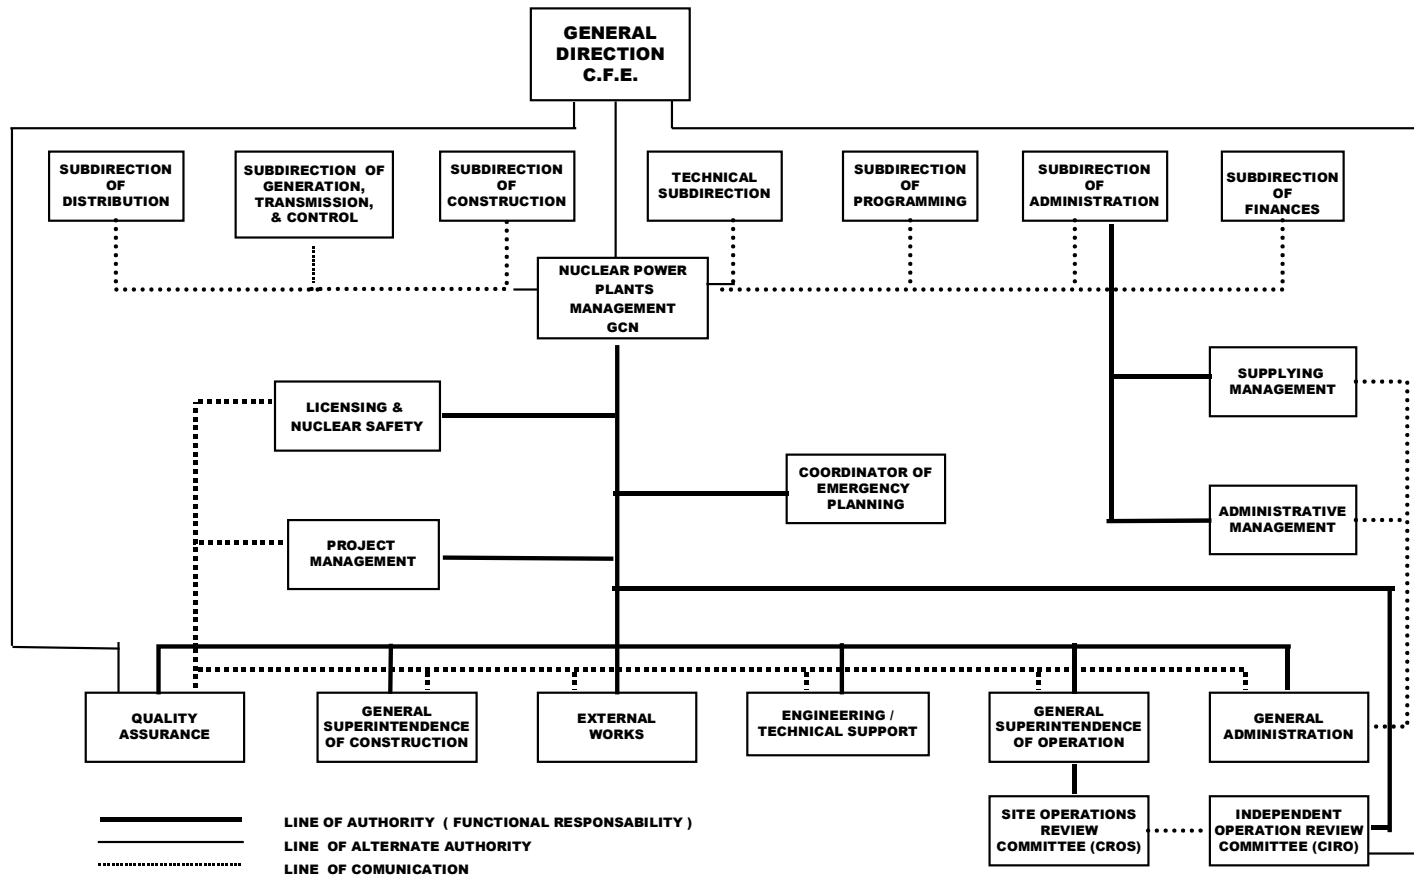 GENERAL
DIRECTION
C.F.E.
SUBDIRECTION
OF
DISTRIBUTION
SUBDIRECTION OF
GENERATION,
TRANSMISSION,
& CONTROL
SUBDIRECTION
OF
CONSTRUCTION
TECHNICAL
SUBDIRECTION
SUBDIRECTION
OF
PROGRAMMING
SUBDIRECTION
OF
ADMINISTRATION
SUBDIRECTION
OF
FINANCES
NUCLEAR POWER
PLANTS
MANAGEMENT
GCN
SUPPLYING
MANAGEMENT
LICENSING &
NUCLEAR SAFETY
COORDINATOR OF
EMERGENCY
PLANNING
ADMINISTRATIVE
MANAGEMENT
PROJECT
MANAGEMENT
QUALITY
ASSURANCE
GENERAL
SUPERINTENDENCE
OF CONSTRUCTION
EXTERNAL
WORKS
ENGINEERING /
TECHNICAL SUPPORT
GENERAL
SUPERINTENDENCE
OF OPERATION
GENERAL
ADMINISTRATION
SITE OPERATIONS
REVIEW
COMMITTEE (CROS)
INDEPENDENT
OPERATION REVIEW
COMMITTEE (CIRO)
LINE OF AUTHORITY ( FUNCTIONAL RESPONSABILITY )
LINE OF ALTERNATE AUTHORITY
LINE OF COMUNICATION